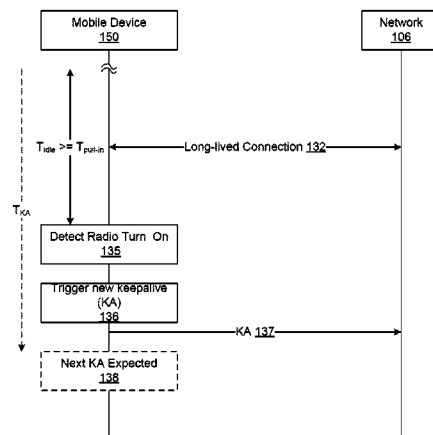 Mobile Device
150
Network
106
T_idle >= T_pull-in
Long-lived Connection 132
T_KA
Detect Radio Turn On
135
Trigger new keepalive
(KA)
136
KA 137
Next KA Expected
138